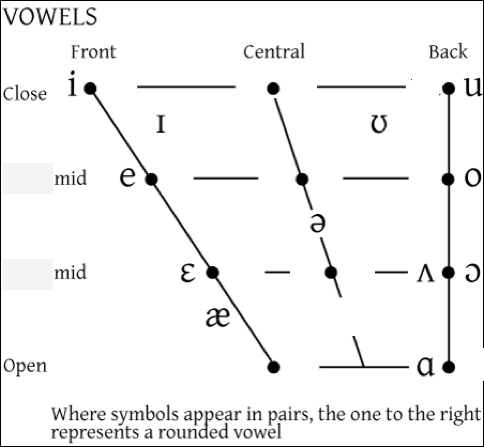 VOWELS
Front Central Back
Close i u
ɪ ʊ
mid e o
ə
mid ɛ ʌ ɔ
æ
Open ɑ
Where symbols appear in pairs, the one to the right
represents a rounded vowel